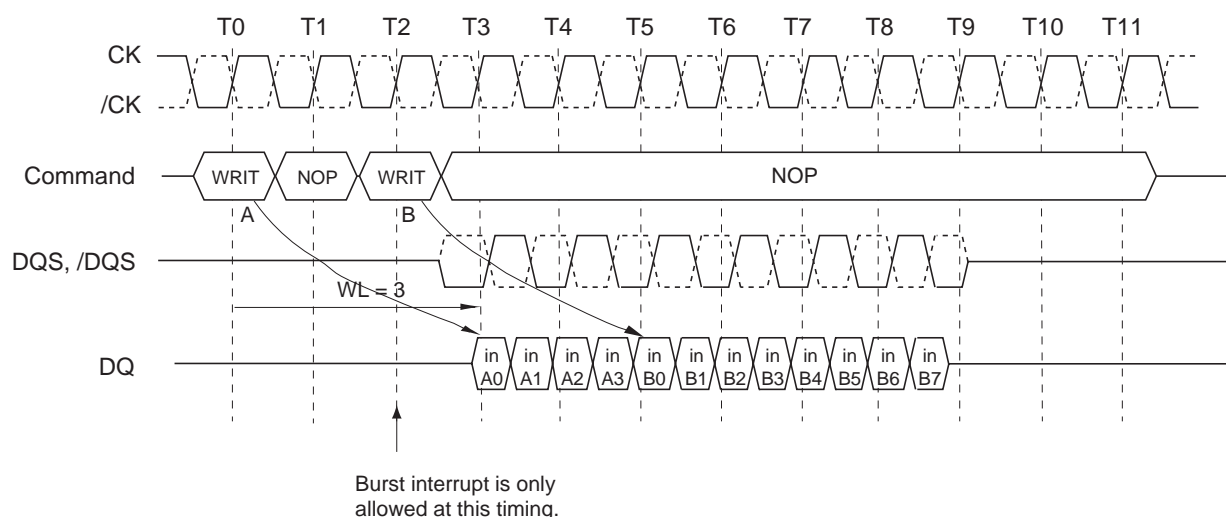 T0 T1 T2 T3 T4 T5 T6 T7 T8 T9 T10 T11
CK
/CK
Command WRIT NOP WRIT NOP
A B
DQS, /DQS
WL = 3
DQ
in in in in in in in in in in in in
A0 A1 A2 A3 B0 B1 B2 B3 B4 B5 B6 B7
Burst interrupt is only
allowed at this timing.